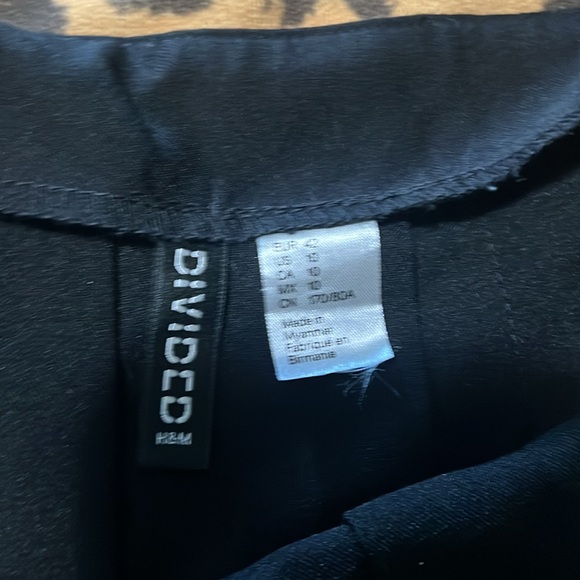 DIVIDED
H&M
EUR 42
US 10
CA 10
MX 10
CN 170/80A
Made in
Myanmar
Fabriqué en
Birmanie